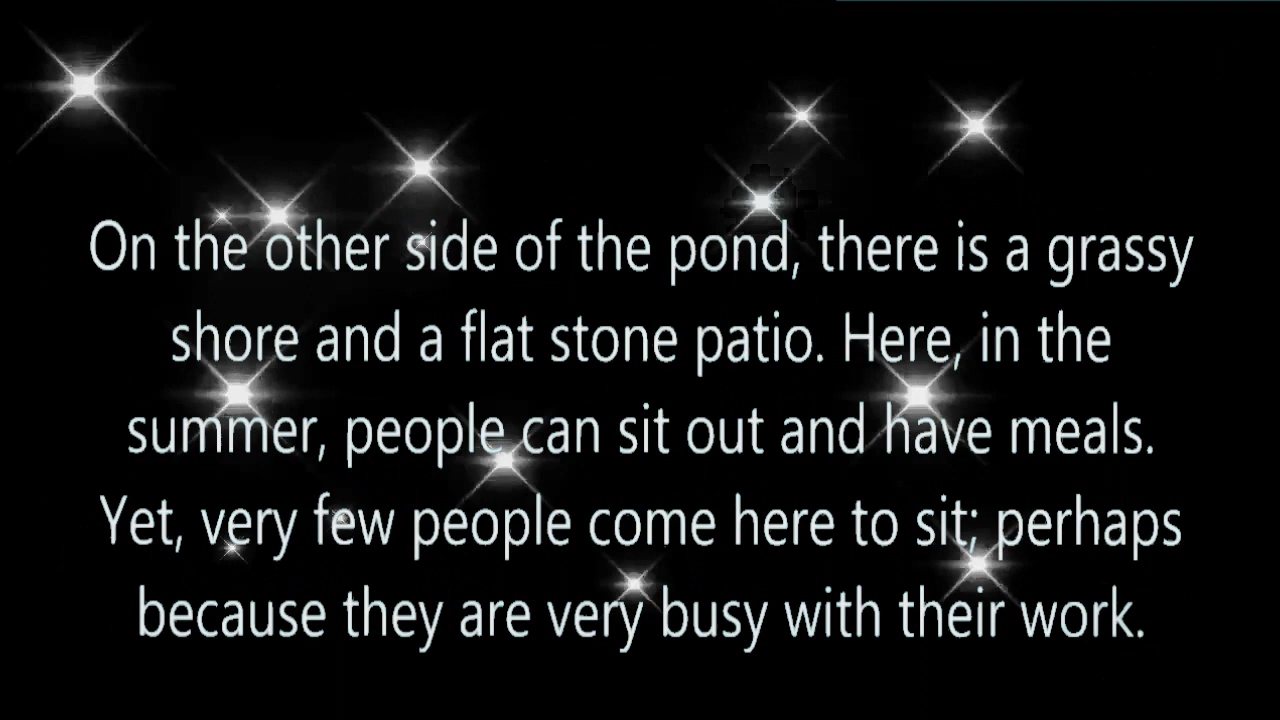 On the other side of the pond, there is a grassy
shore and a flat stone patio. Here, in the
summer, people can sit out and have meals.
Yet, very few people come here to sit; perhaps
because they are very busy with their work.